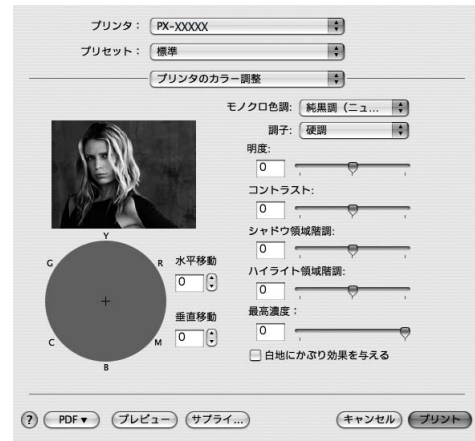 プリンタ： PX-XXXXX
プリセット： 標準
プリンタのカラー調整
モノクロ色調: 純黒調（ニュ...
調子: 硬調
明度:
0
コントラスト:
0
シャドウ領域階調:
0
ハイライト領域階調:
0
最高濃度：
0
白地にかぶり効果を与える
Y
G R
C M
B
水平移動
0
垂直移動
0
? PDF▼ プレビュー サプライ... キャンセル プリント